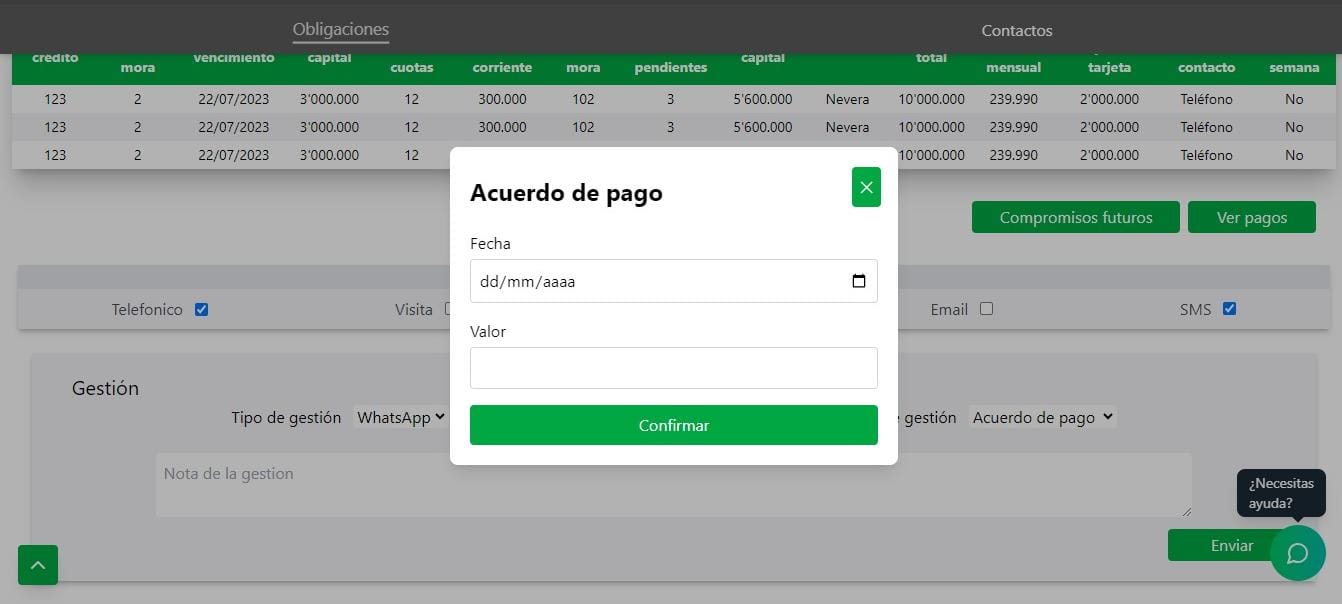 Obligaciones Contactos
crédito vencimiento capital capital total
mora cuotas corriente mora pendientes mensual tarjeta contacto semana
123 2 22/07/2023 3'000.000 12 300.000 102 3 5'600.000 Nevera 10'000.000 239.990 2'000.000 Teléfono No
123 2 22/07/2023 3'000.000 12 300.000 102 3 5'600.000 Nevera 10'000.000 239.990 2'000.000 Teléfono No
123 2 22/07/2023 3'000.000 12 10'000.000 239.990 2'000.000 Teléfono No
Acuerdo de pago
Compromisos futuros Ver pagos
Fecha
dd/mm/aaaa
Telefonico Visita Email SMS
Valor
Gestión
Tipo de gestión WhatsApp gestión Acuerdo de pago
Confirmar
Nota de la gestion
¿Necesitas
ayuda?
Enviar